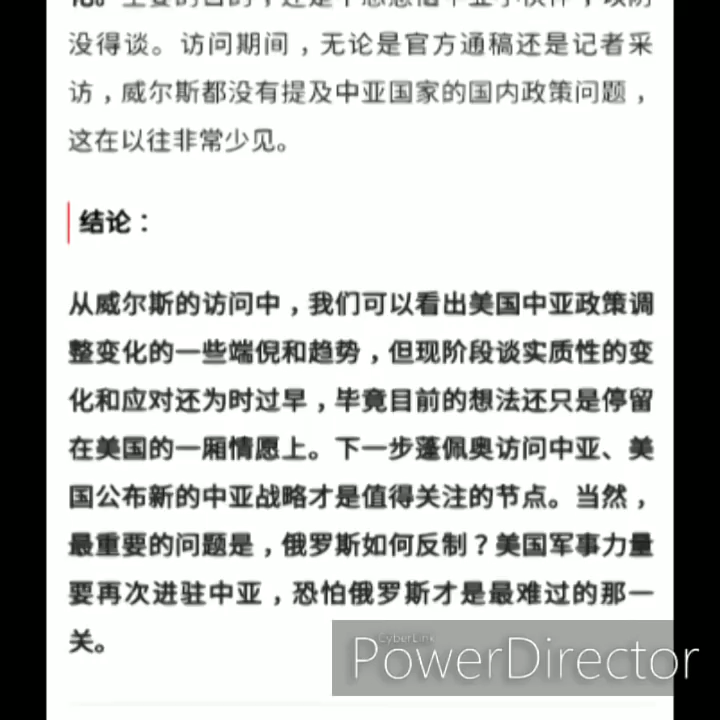 没得谈。访问期间，无论是官方通稿还是记者采
访，威尔斯都没有提及中亚国家的国内政策问题，
这在以往非常少见。
结论：
从威尔斯的访问中，我们可以看出美国中亚政策调
整变化的一些端倪和趋势，但现阶段谈实质性的变
化和应对还为时过早，毕竟目前的想法还只是停留
在美国的一厢情愿上。下一步蓬佩奥访问中亚、美
国公布新的中亚战略才是值得关注的节点。当然，
最重要的问题是，俄罗斯如何反制？美国军事力量
要再次进驻中亚，恐怕俄罗斯才是最难过的那一
关。
CyberLink
PowerDirector